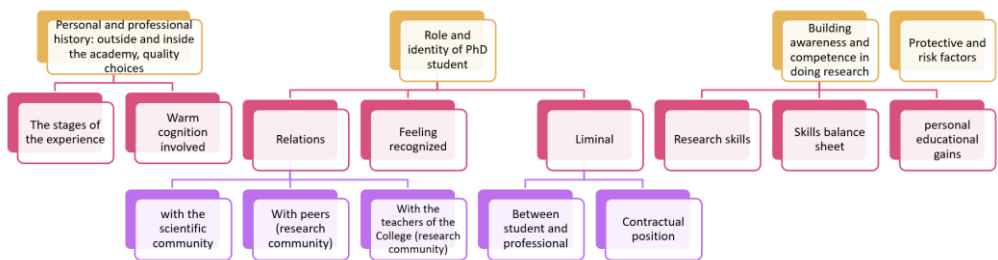 Personal and professional
history: outside and inside
the academy, quality
choices
Role and
identity of PhD
student
Building
awareness and
competence in
doing research
Protective and
risk factors
The stages of
the experience
Warm
cognition
involved
Relations
Feeling
recognized
Liminal
Research skills
Skills balance
sheet
personal
educational
gains
with the
scientific
community
With peers
(research
community)
With the
teachers of the
College (research
community)
Between
student and
professional
Contractual
position